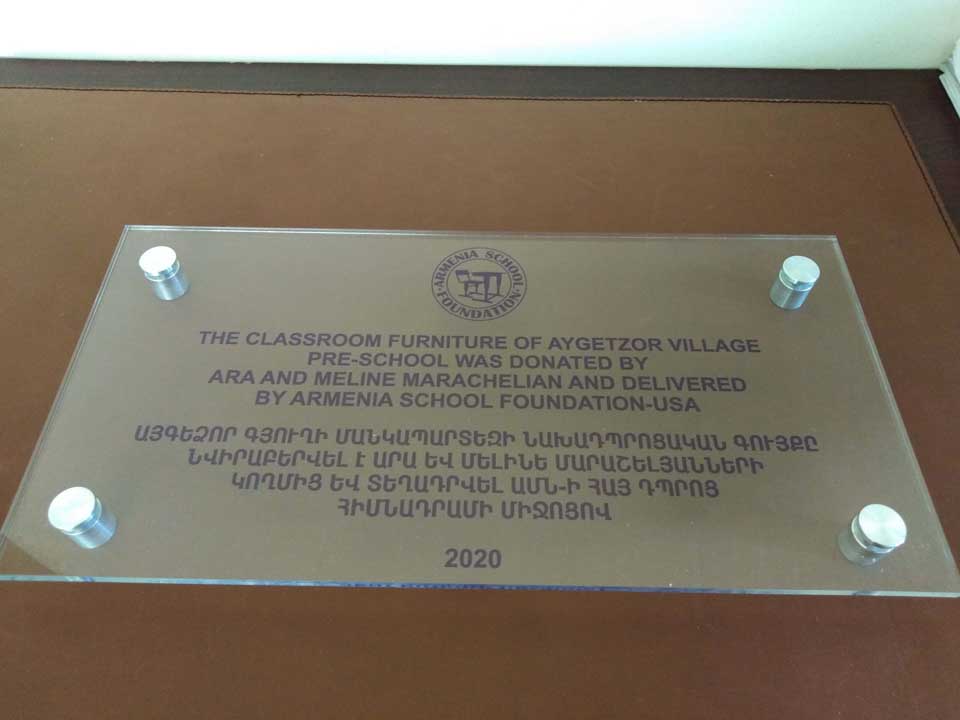 ARMENIA SCHOOL
FOUNDATION
THE CLASSROOM FURNITURE OF AYGETZOR VILLAGE
PRE-SCHOOL WAS DONATED BY
ARA AND MELINE MARACHELIAN AND DELIVERED
BY ARMENIA SCHOOL FOUNDATION-USA
ԱՅԳԵՁՈՐ ԳՅՈՒՂԻ ՄԱՆԿԱՊԱՐՏԵԶԻ ՆԱԽԱԴՊՐՈՑԱԿԱՆ ԳՈՒՅՔԸ
ՆՎԻՐԱԲԵՐՎԵԼ Է ԱՐԱ ԵՎ ՄԵԼԻՆԵ ՄԱՐԱՇԵԼՅԱՆՆԵՐԻ
ԿՈՂՄԻՑ ԵՎ ՏԵՂԱԴՐՎԵԼ ԱՄՆ-Ի ՀԱՅ ԴՊՐՈՑ
ՀԻՄՆԱԴՐԱՄԻ ՄԻՋՈՑՈՎ
2020